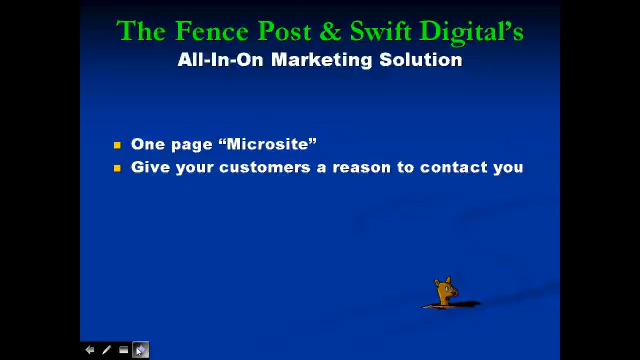 The Fence Post & Swift Digital's
All-In-On Marketing Solution
One page “Microsite”
Give your customers a reason to contact you